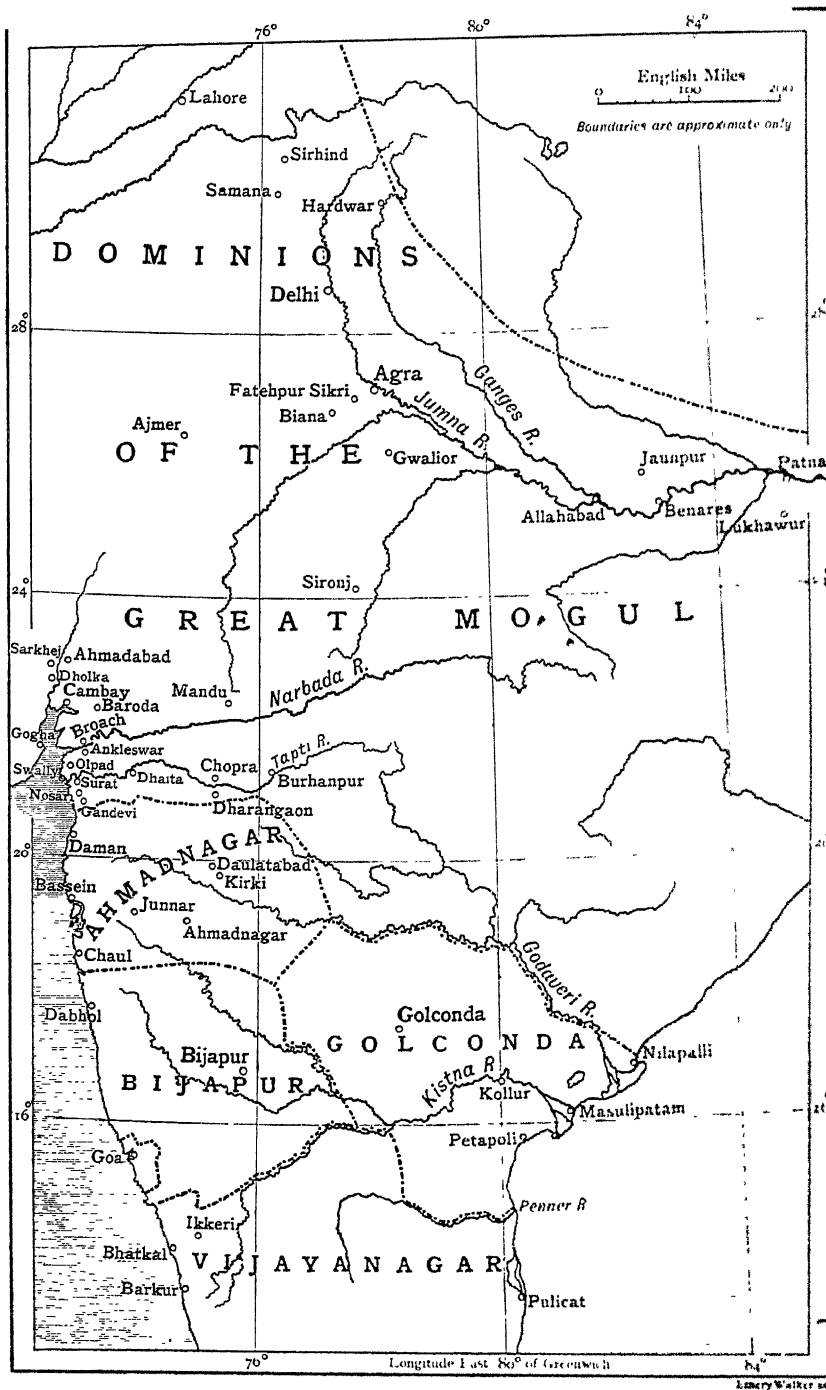 76°
80°
84°
English Miles
0 100 200
Boundaries are approximate only
Lahore
Sirhind
Samana
Hardwar
DOMINIONS
Delhi
28°
28°
Agra
Fatehpur Sikri
Biana
Jumna R.
Ganges R.
Ajmer
OF THE
Gwalior
Jaunpur
Patna
Allahabad
Benares
Lukhawur
24°
Sironj
GREAT MOGUL
Sarkhej
Ahmadabad
Dholka
Cambay
Baroda
Mandu
Narbada R.
Gogha
Broach
Ankleswar
Swally
Olpad
Surat
Dhaita
Chopra
Tapti R.
Burhanpur
Nosari
Gandevi
Dharangaon
Daman
20°
AHMADNAGAR
Daulatabad
Kirki
Bassein
Junnar
Ahmadnagar
Chaul
Godaveri R.
Dabhol
Golconda
GOLCONDA
Nilapalli
Bijapur
BIJAPUR
Kistna R
Kollur
Masulipatam
16°
Petapoli
Goa
Penner R
Ikkeri
Bhatkal
VIJAYANAGAR
Barkur
Pulicat
76°
Longitude East 80° of Greenwich
84°
Emery Walker